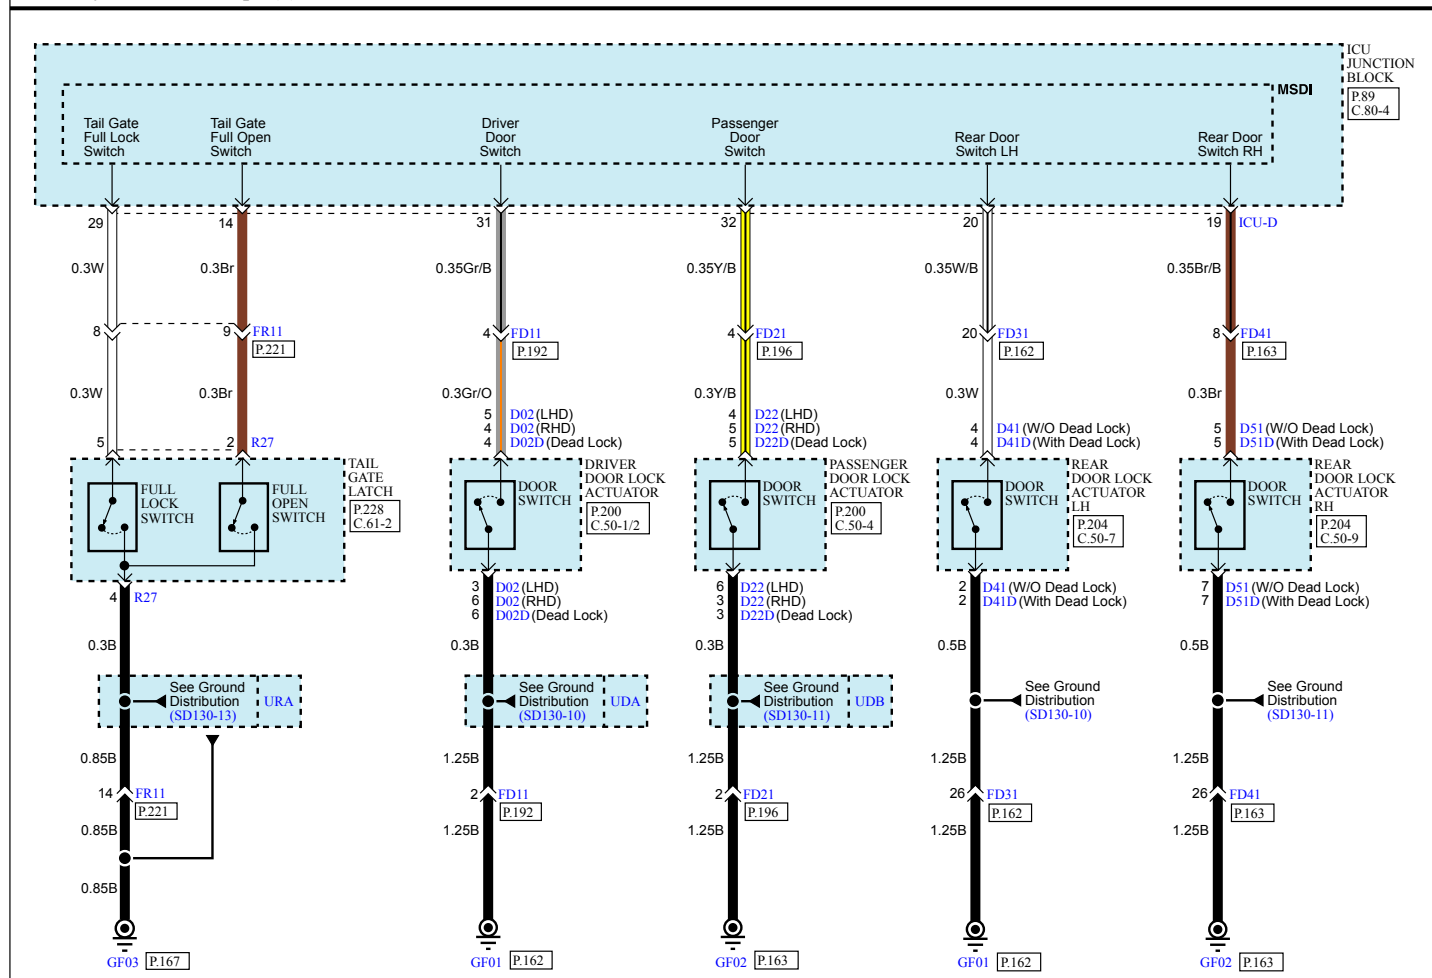 ICU
JUNCTION
BLOCK
P.89
C.80-4
MSDI
Tail Gate
Full Lock
Switch
Tail Gate
Full Open
Switch
Driver
Door
Switch
Passenger
Door
Switch
Rear Door
Switch LH
Rear Door
Switch RH
29
14
31
32
20
19
ICU-D
0.3W
0.3Br
0.35Gr/B
0.35Y/B
0.35W/B
0.35Br/B
8
9
FR11
P.221
4
FD11
P.192
4
FD21
P.196
20
FD31
P.162
8
FD41
P.163
0.3W
0.3Br
0.3Gr/O
0.3Y/B
0.3W
0.3Br
5
2
R27
5 D02(LHD)
4 D02(RHD)
4 D02D(Dead Lock)
4 D22(LHD)
5 D22(RHD)
5 D22D(Dead Lock)
4 D41(W/O Dead Lock)
4 D41D(With Dead Lock)
5 D51(W/O Dead Lock)
5 D51D(With Dead Lock)
FULL
LOCK
SWITCH
FULL
OPEN
SWITCH
TAIL
GATE
LATCH
P.228
C.61-2
DOOR
SWITCH
DRIVER
DOOR LOCK
ACTUATOR
P.200
C.50-1/2
DOOR
SWITCH
PASSENGER
DOOR LOCK
ACTUATOR
P.200
C.50-4
DOOR
SWITCH
REAR
DOOR LOCK
ACTUATOR
LH
P.204
C.50-7
DOOR
SWITCH
REAR
DOOR LOCK
ACTUATOR
RH
P.204
C.50-9
4
R27
3 D02(LHD)
6 D02(RHD)
6 D02D(Dead Lock)
6 D22(LHD)
3 D22(RHD)
3 D22D(Dead Lock)
2 D41(W/O Dead Lock)
2 D41D(With Dead Lock)
7 D51(W/O Dead Lock)
7 D51D(With Dead Lock)
0.3B
0.3B
0.3B
0.5B
0.5B
See Ground
Distribution
(SD130-13)
URA
See Ground
Distribution
(SD130-10)
UDA
See Ground
Distribution
(SD130-11)
UDB
See Ground
Distribution
(SD130-10)
See Ground
Distribution
(SD130-11)
0.85B
1.25B
1.25B
1.25B
1.25B
14
FR11
P.221
2
FD11
P.192
2
FD21
P.196
26
FD31
P.162
26
FD41
P.163
0.85B
1.25B
1.25B
1.25B
1.25B
0.85B
GF03
P.167
GF01
P.162
GF02
P.163
GF01
P.162
GF02
P.163